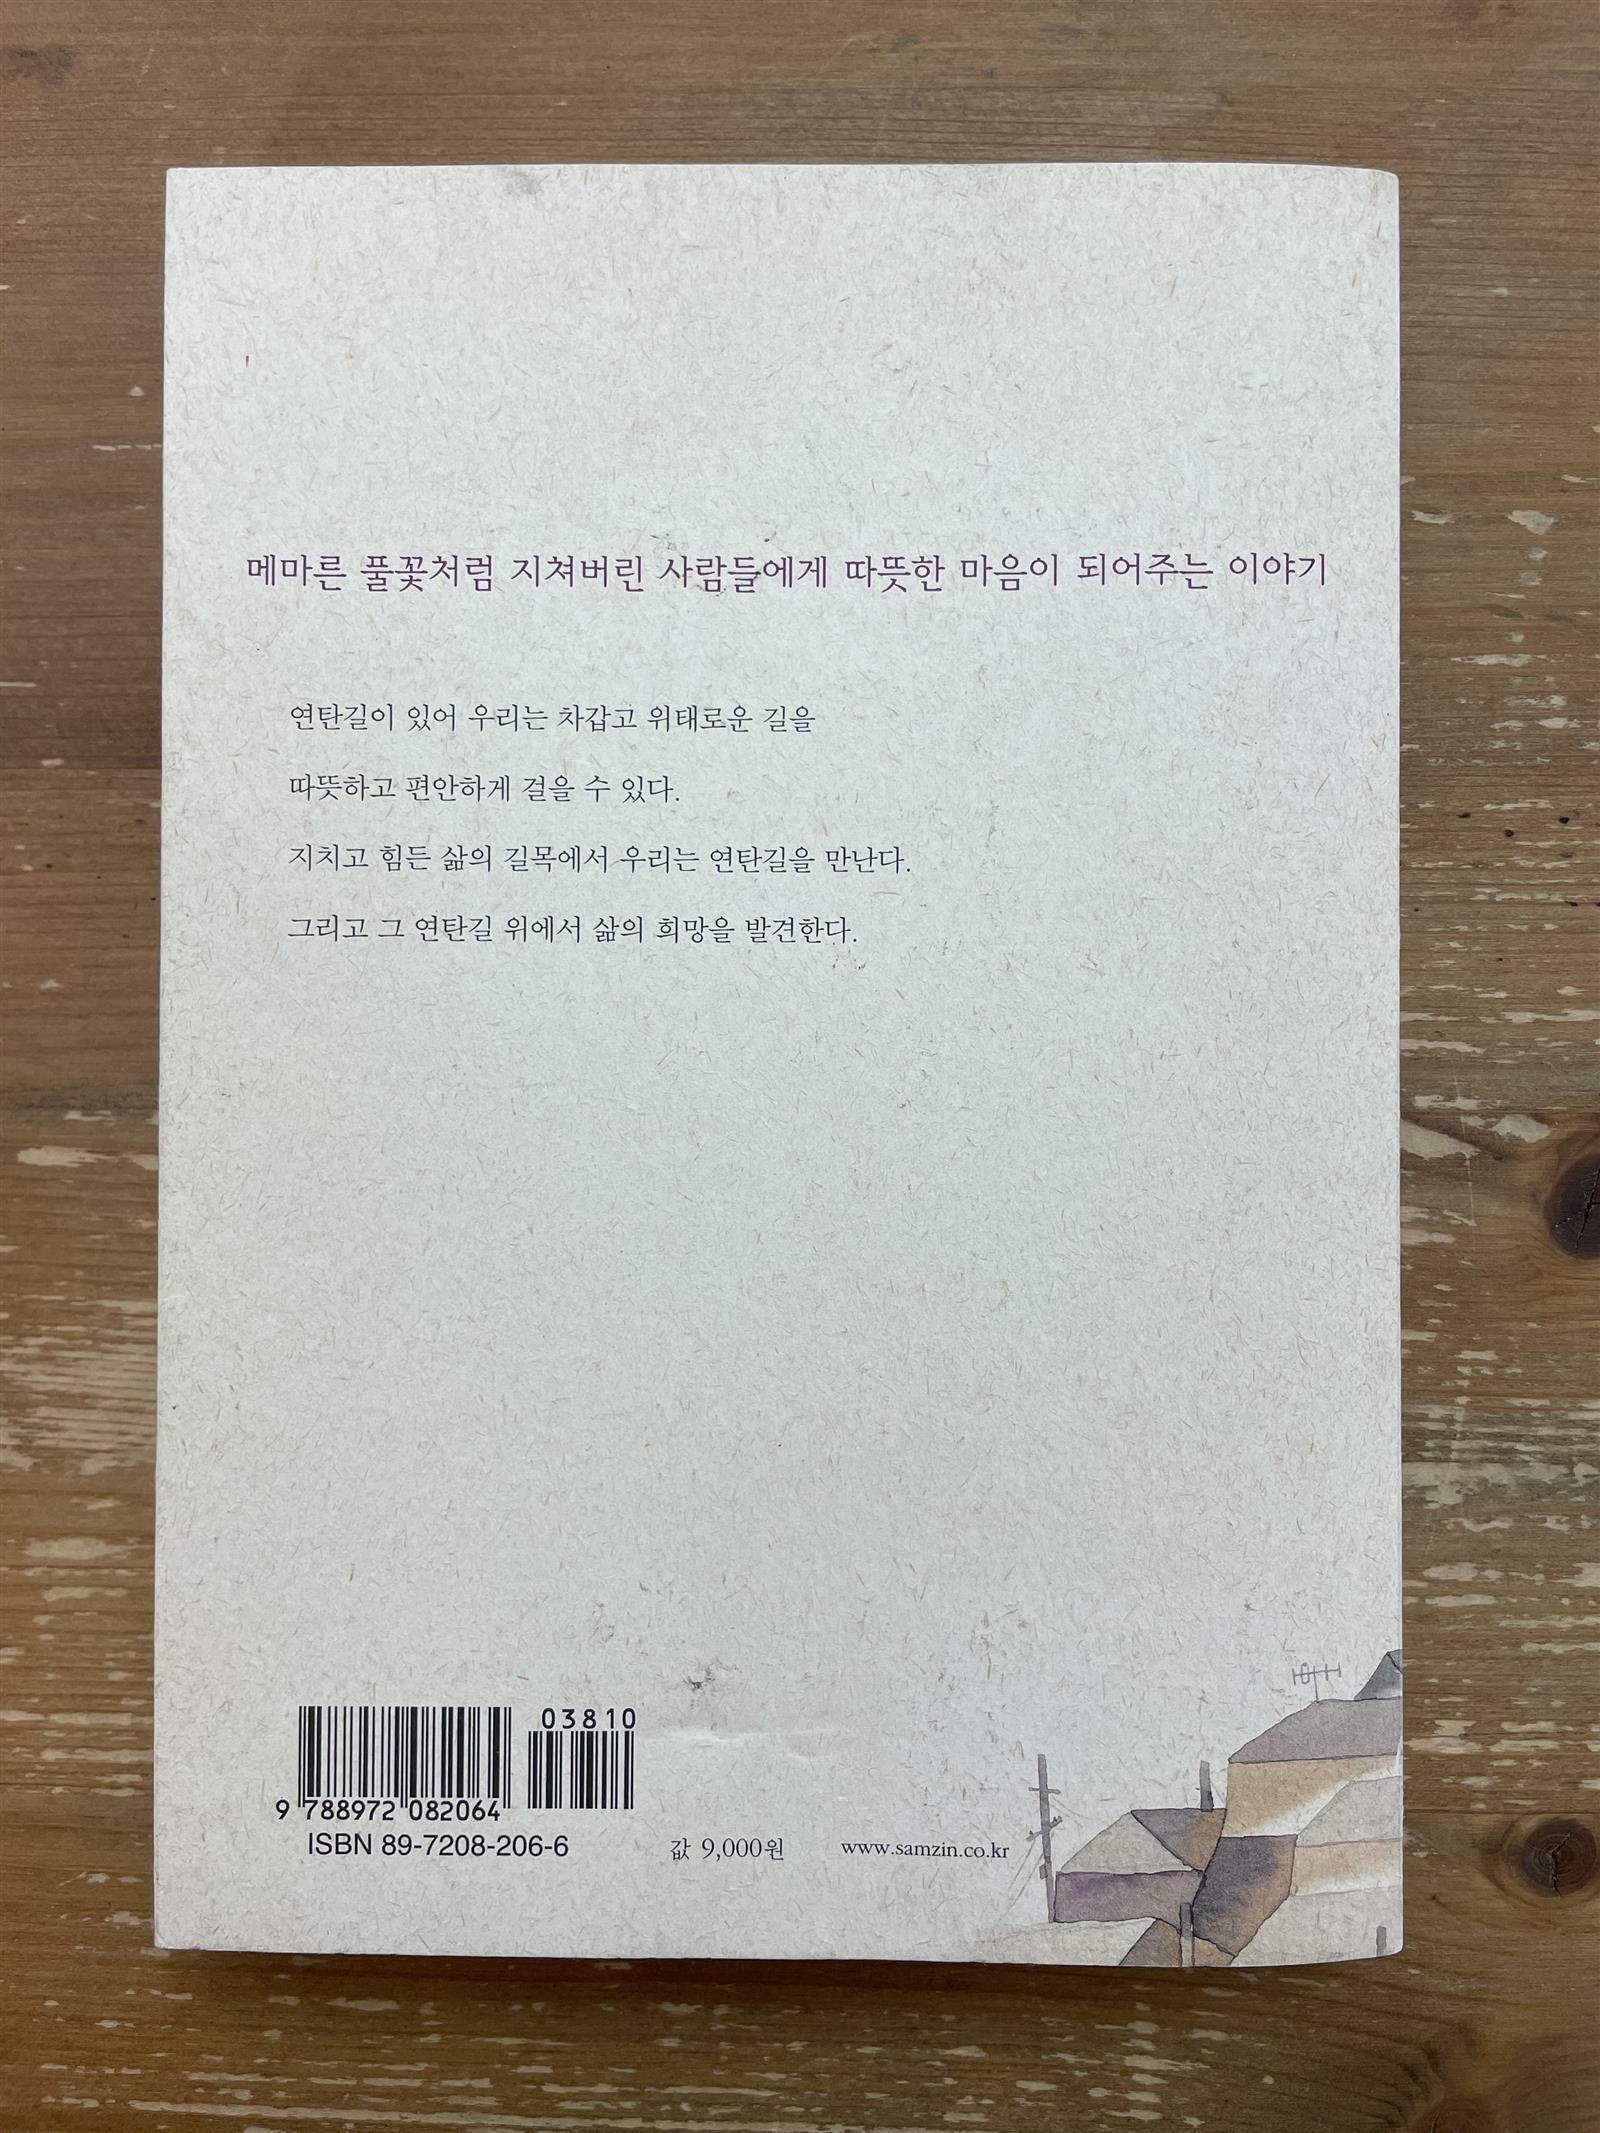 메마른 풀꽃처럼 지쳐버린 사람들에게 따뜻한 마음이 되어주는 이야기
연탄길이 있어 우리는 차갑고 위태로운 길을
따뜻하고 편안하게 걸을 수 있다.
지치고 힘든 삶의 길목에서 우리는 연탄길을 만난다.
그리고 그 연탄길 위에서 삶의 희망을 발견한다.
03810
9 788972 082064
ISBN 89-7208-206-6
값 9,000원
www.samzin.co.kr